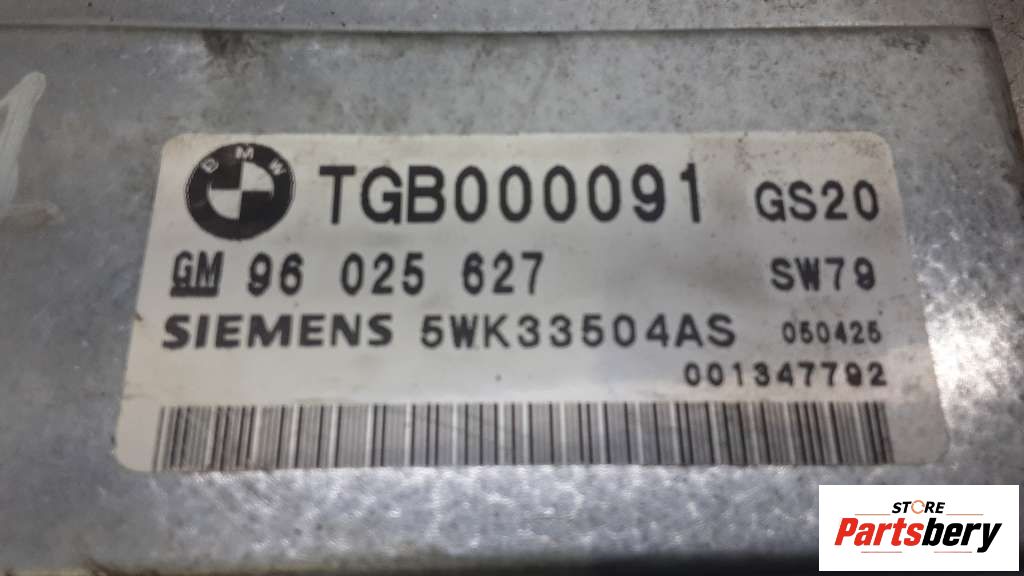 BMW TGB000091 GS20
GM 96 025 627 SW79
SIEMENS 5WK33504AS 050425
001347792
STORE
Partsbery